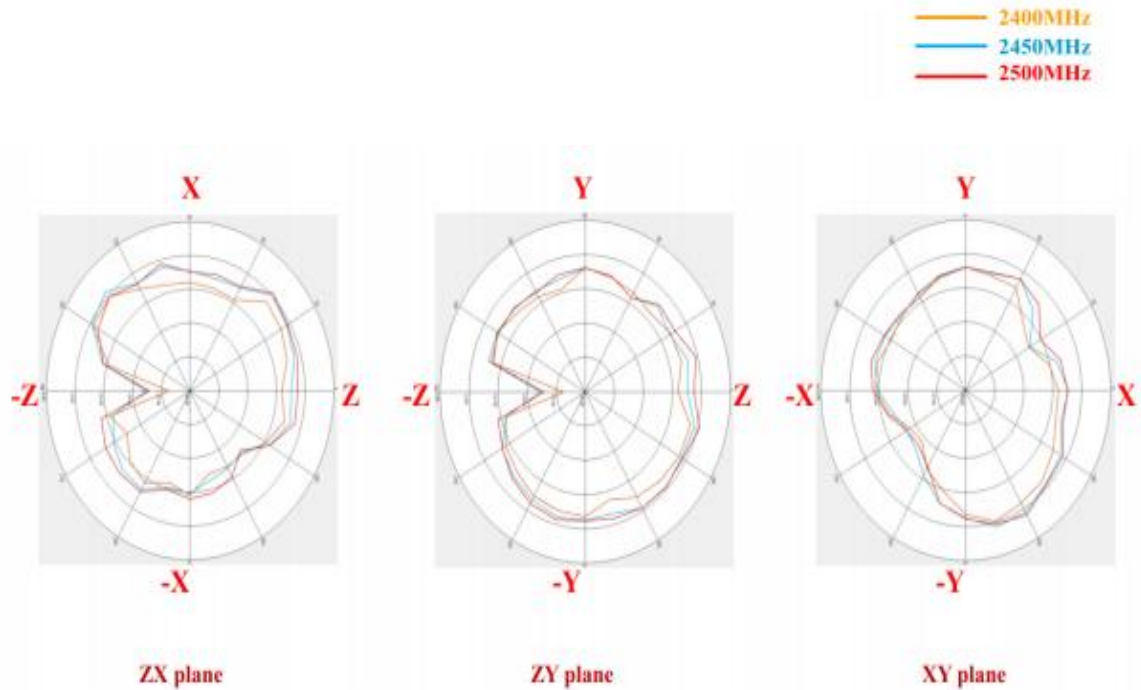 2400MHz
2450MHz
2500MHz
X
Y
Y
-Z
Z
-Z
Z
-X
X
-X
-Y
-Y
ZX plane
ZY plane
XY plane